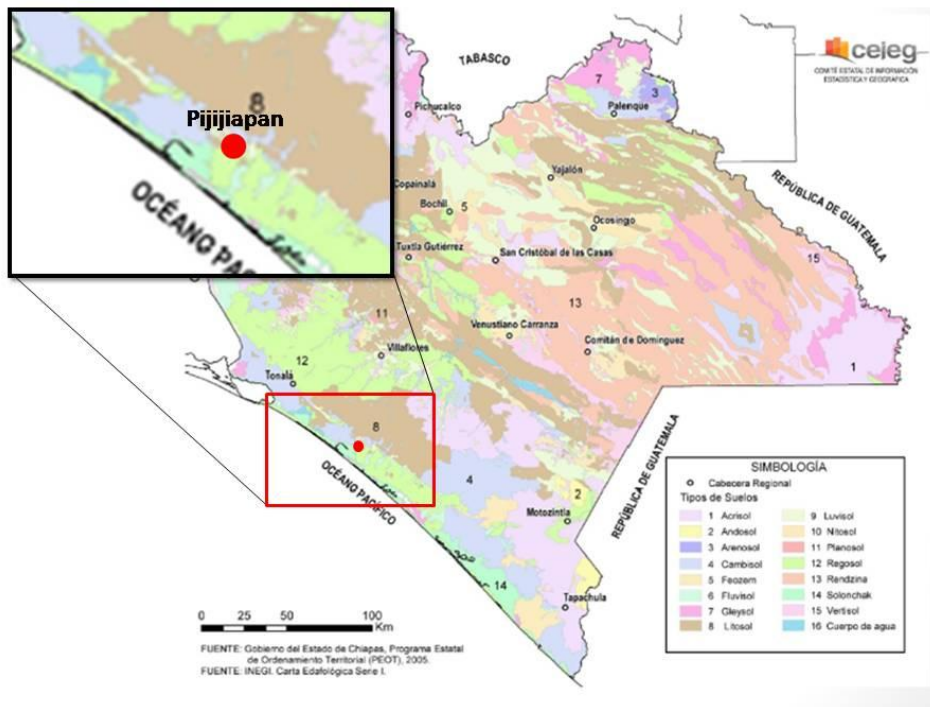 8
Pijijiapan
OCÉANO PACÍF
TABASCO
ceieg
COMITÉ ESTATAL DE INFORMACIÓN
ESTADÍSTICA Y GEOGRÁFICA
7
3
Pichucalco
Palenque
REPÚBLICA DE GUATEMALA
Yajalón
Copainalá
Bochil
5
Ocosingo
Tuxtla Gutiérrez
San Cristóbal de las Casas
15
13
11
Venustiano Carranza
Comitán de Domínguez
Villaflores
12
1
Tonalá
8
REPÚBLICA DE GUATEMALA
OCÉANO PACÍFICO
4
2
Motozintla
14
Tapachula
SIMBOLOGÍA
Cabecera Regional
Tipos de Suelos
1 Acrisol
2 Andosol
3 Arenosol
4 Cambisol
5 Feozem
6 Fluvisol
7 Gleysol
8 Litosol
9 Luvisol
10 Nitosol
11 Planosol
12 Regosol
13 Rendzina
14 Solonchak
15 Vertisol
16 Cuerpo de agua
0 25 50 100
Km
FUENTE: Gobierno del Estado de Chiapas, Programa Estatal
de Ordenamiento Territorial (PEOT), 2005.
FUENTE: INEGI. Carta Edafológica Serie I.